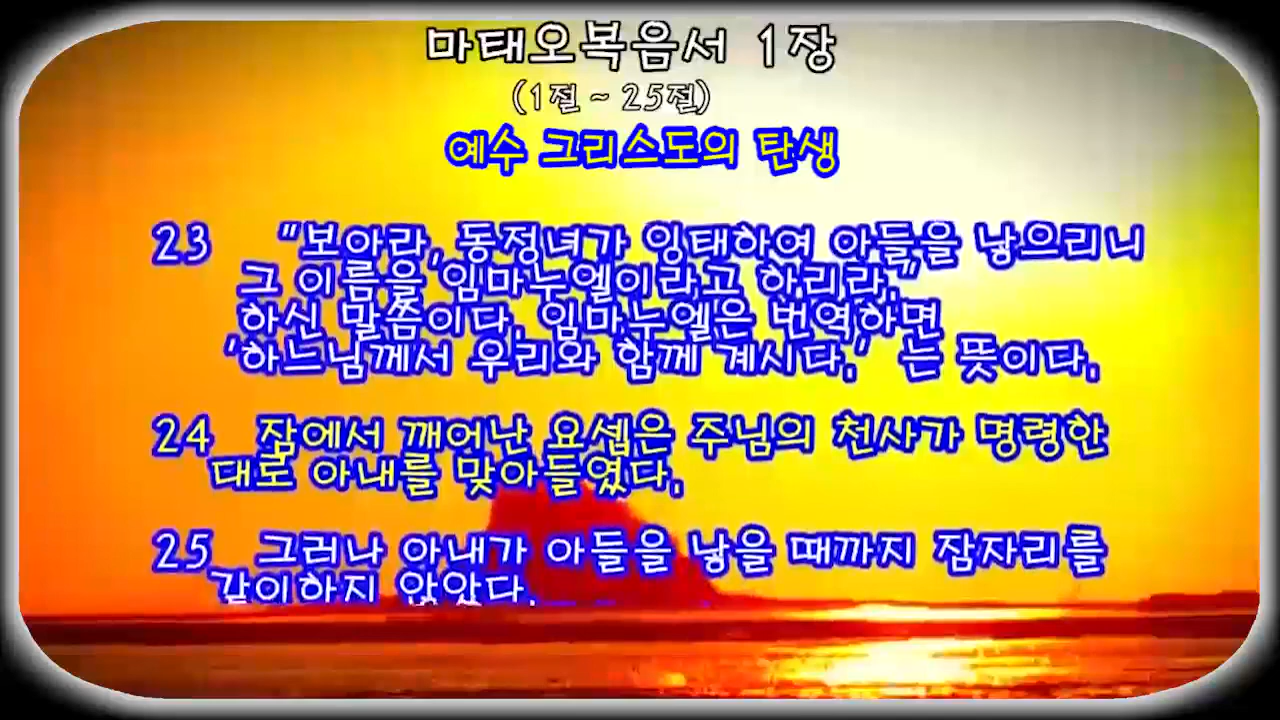 마태오복음서 1장
(1절 ~ 25절)
예수 그리스도의 탄생
23 "보아라, 동정녀가 잉태하여 아들을 낳으리니
그 이름을 임마누엘이라고 하리라."
하신 말씀이다. 임마누엘은 번역하면
'하느님께서 우리와 함께 계시다.' 는 뜻이다.
24 잠에서 깨어난 요셉은 주님의 천사가 명령한
대로 아내를 맞아들였다.
25 그러나 아내가 아들을 낳을 때까지 잠자리를
같이하지 않았다.